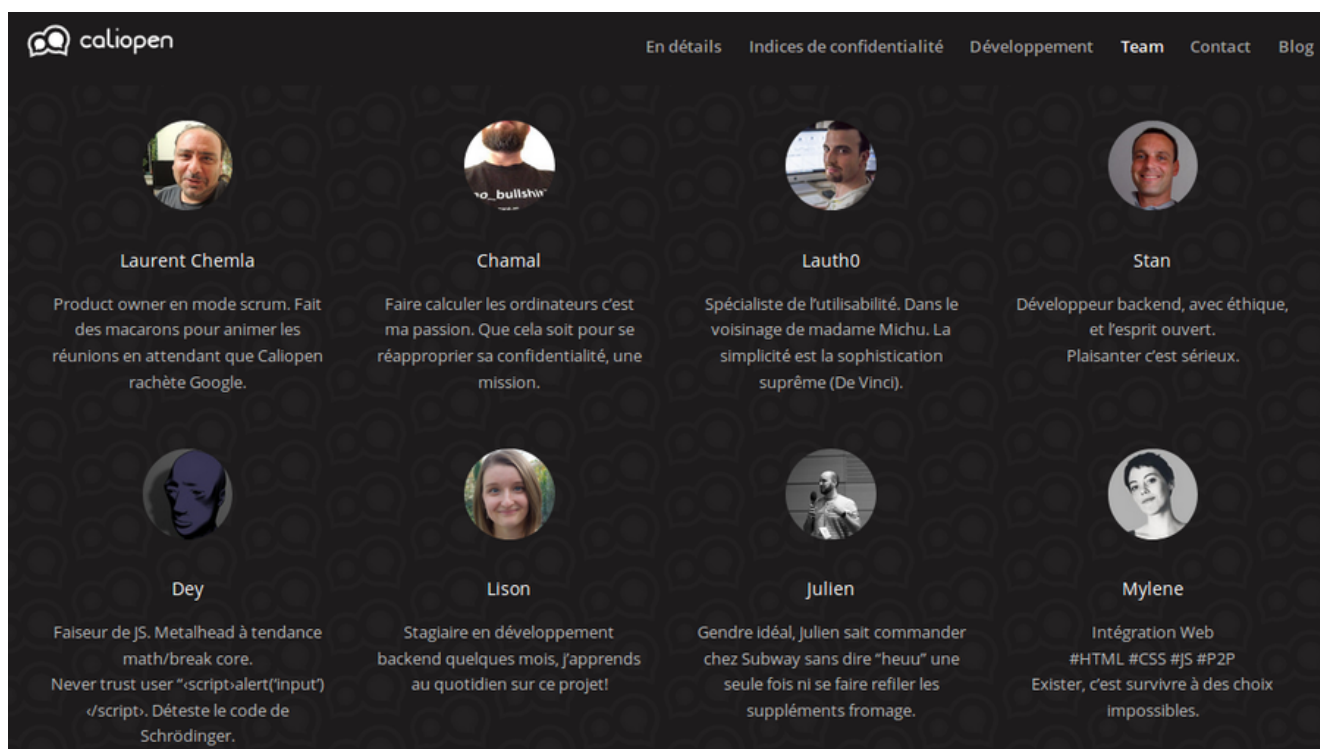 caliopen
En détails Indices de confidentialité Développement Team Contact Blog
no_bullshit
Laurent Chemla
Product owner en mode scrum. Fait
des macarons pour animer les
réunions en attendant que Caliopen
rachète Google.
Chamal
Faire calculer les ordinateurs c’est
ma passion. Que cela soit pour se
réapproprier sa confidentialité, une
mission.
Lauth0
Spécialiste de l’utilisabilité. Dans le
voisinage de madame Michu. La
simplicité est la sophistication
suprême (De Vinci).
Stan
Développeur backend, avec éthique,
et l’esprit ouvert.
Plaisanter c’est sérieux.
Dey
Faiseur de JS. Metalhead à tendance
math/break core.
Never trust user “‹script›alert(‘input’)
‹/script›. Déteste le code de
Schrödinger.
Lison
Stagiaire en développement
backend quelques mois, j’apprends
au quotidien sur ce projet!
Julien
Gendre idéal, Julien sait commander
chez Subway sans dire “heuu” une
seule fois ni se faire refiler les
suppléments fromage.
Mylene
Intégration Web
#HTML #CSS #JS #P2P
Exister, c’est survivre à des choix
impossibles.